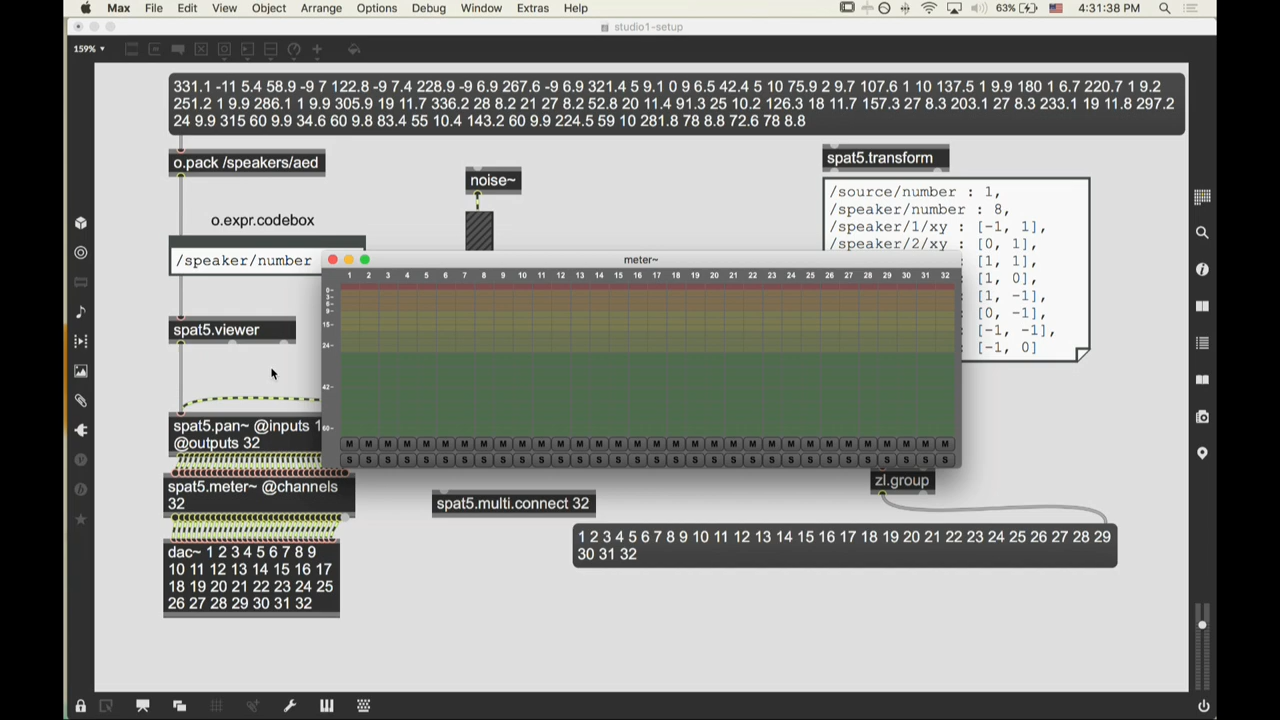 Max File Edit View Object Arrange Options Debug Window Extras Help 63% 4:31:38 PM
studio1-setup
159%
331.1 -11 5.4 58.9 -9 7 122.8 -9 7.4 228.9 -9 6.9 267.6 -9 6.9 321.4 5 9.1 0 9 6.5 42.4 5 10 75.9 2 9.7 107.6 1 10 137.5 1 9.9 180 1 6.7 220.7 1 9.2
251.2 1 9.9 286.1 1 9.9 305.9 19 11.7 336.2 28 8.2 21 27 8.2 52.8 20 11.4 91.3 25 10.2 126.3 18 11.7 157.3 27 8.3 203.1 27 8.3 233.1 19 11.8 297.2
24 9.9 315 60 9.9 34.6 60 9.8 83.4 55 10.4 143.2 60 9.9 224.5 59 10 281.8 78 8.8 72.6 78 8.8
o.pack /speakers/aed
noise~
spat5.transform
/source/number : 1,
/speaker/number : 8,
/speaker/1/xy : [-1, 1],
/speaker/2/xy : [0, 1],
[1, 1],
[1, 0],
[1, -1],
[0, -1],
[-1, -1],
[-1, 0]
o.expr.codebox
/speaker/number
meter~
1 2 3 4 5 6 7 8 9 10 11 12 13 14 15 16 17 18 19 20 21 22 23 24 25 26 27 28 29 30 31 32
0
3
6
9
15
24
42
60
M M M M M M M M M M M M M M M M M M M M M M M M M M M M M M M M
S S S S S S S S S S S S S S S S S S S S S S S S S S S S S S S S
spat5.viewer
spat5.pan~ @inputs 1
@outputs 32
spat5.meter~ @channels
32
dac~ 1 2 3 4 5 6 7 8 9
10 11 12 13 14 15 16 17
18 19 20 21 22 23 24 25
26 27 28 29 30 31 32
spat5.multi.connect 32
zl.group
1 2 3 4 5 6 7 8 9 10 11 12 13 14 15 16 17 18 19 20 21 22 23 24 25 26 27 28 29
30 31 32